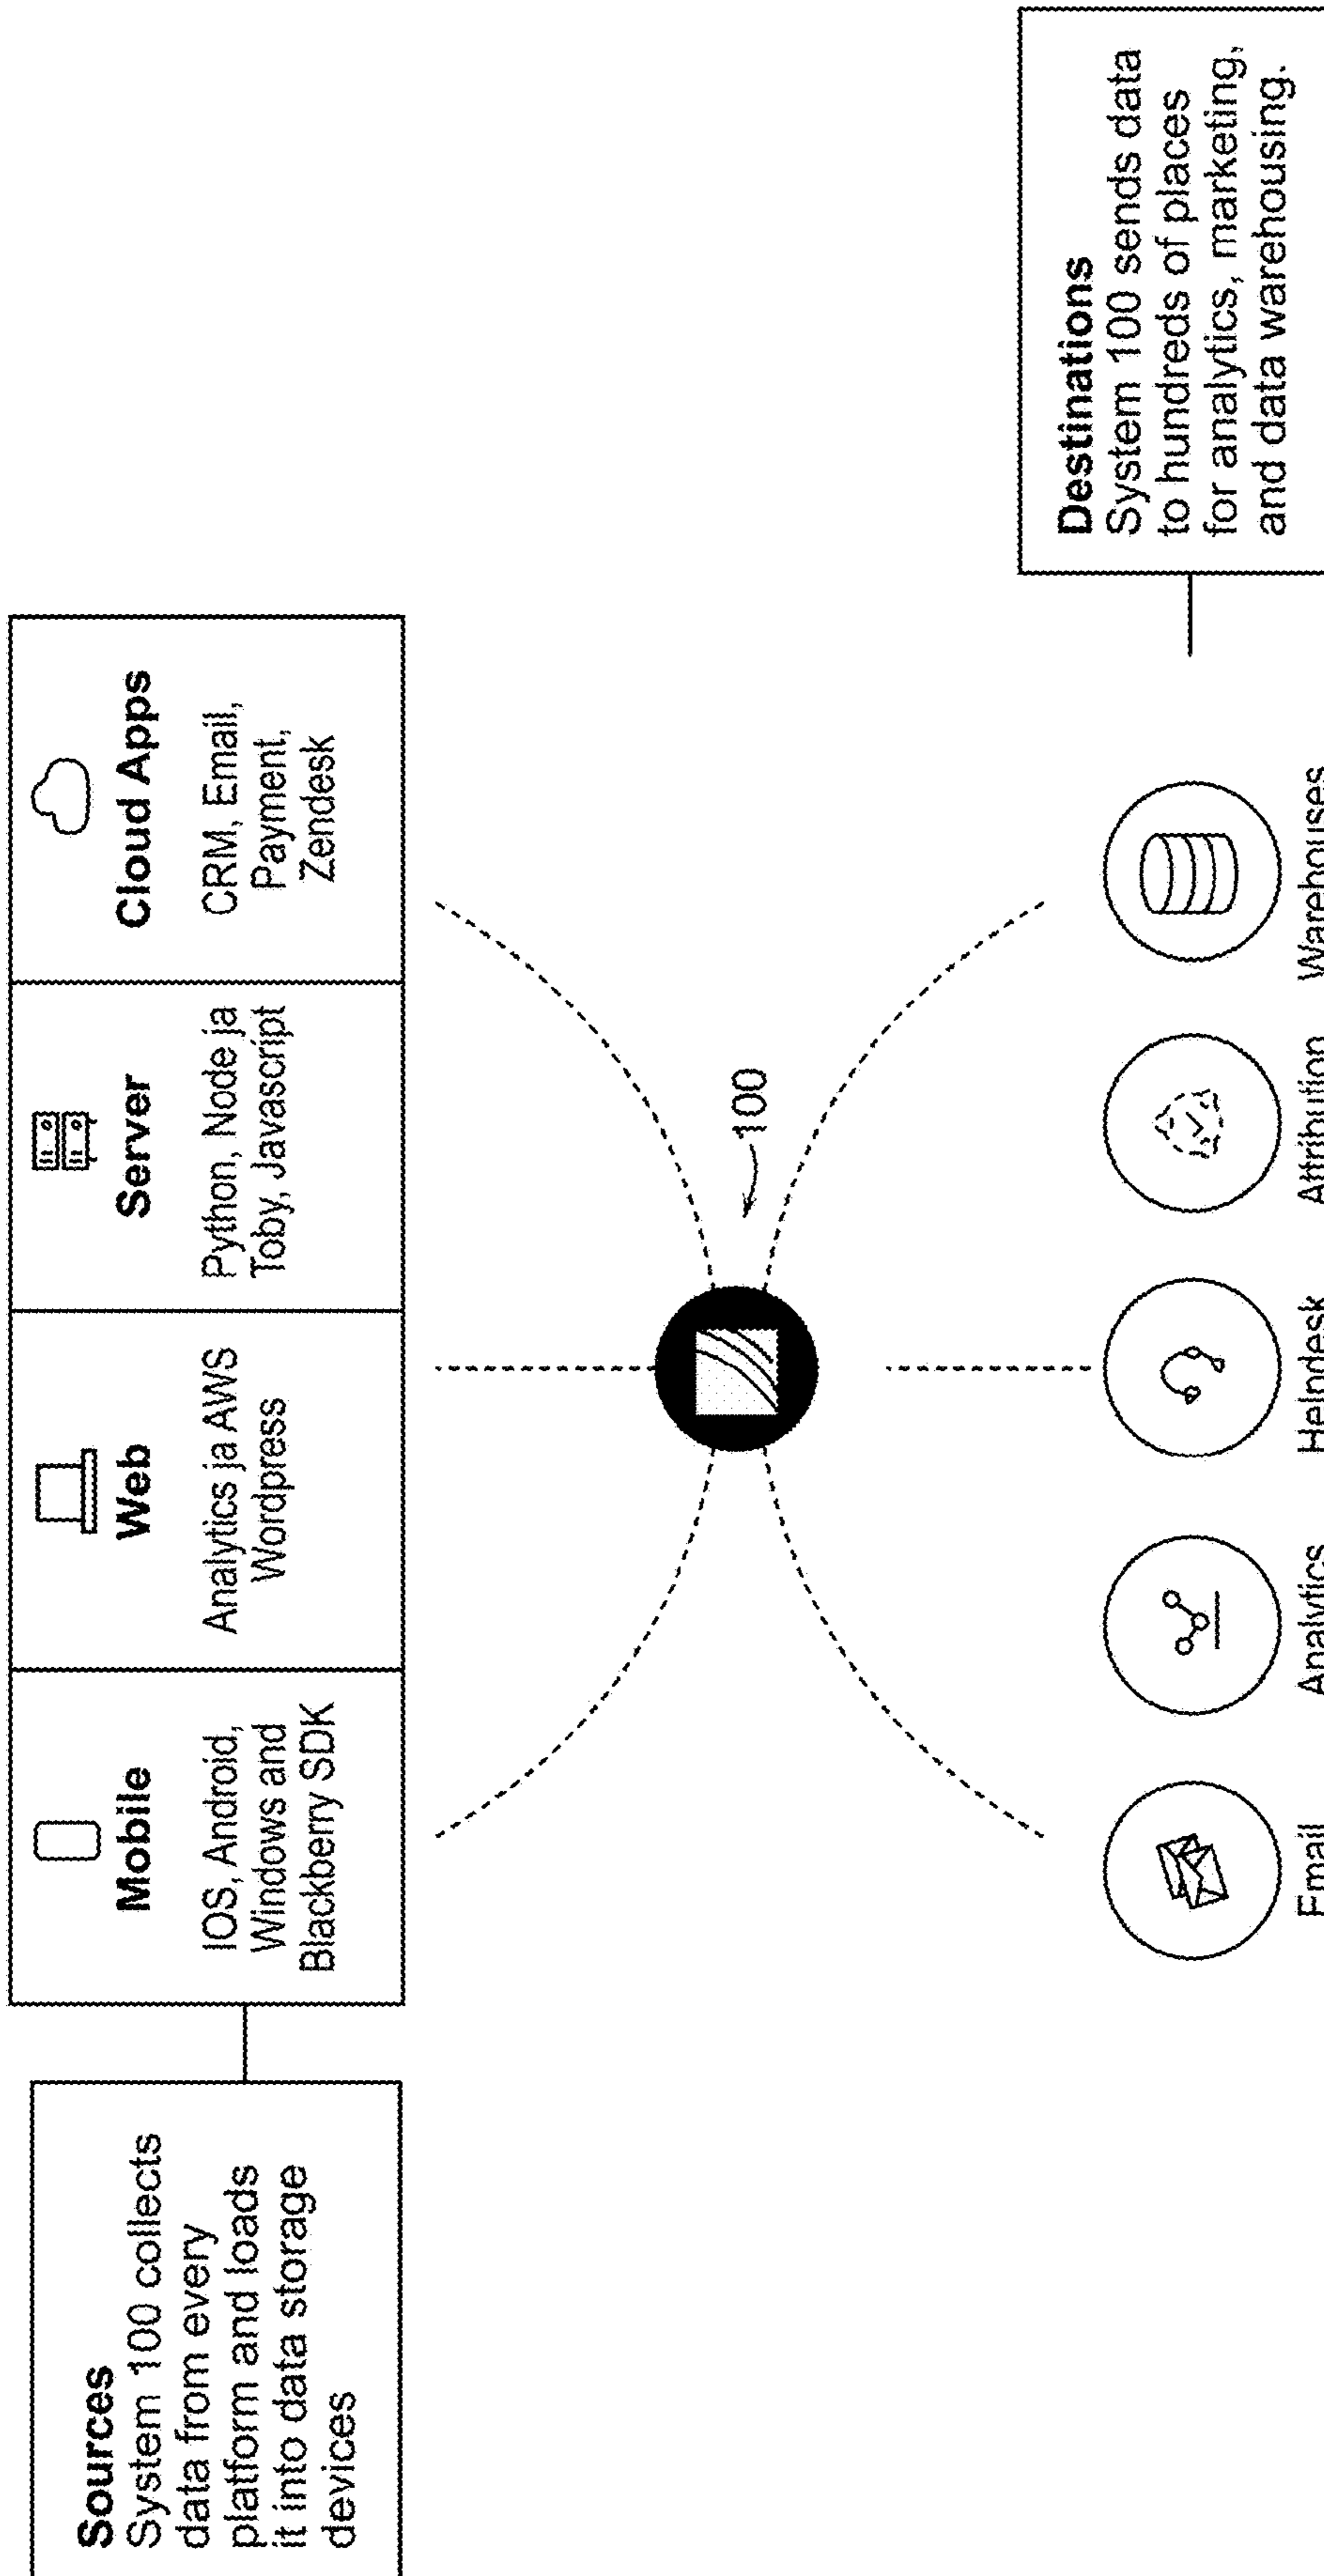 Sources
System 100 collects
data from every
platform and loads
it into data storage
devices
Mobile
IOS, Android,
Windows and
Blackberry SDK
Web
Analytics ja AWS
Wordpress
Server
Python, Node ja
Toby, Javascript
Cloud Apps
CRM, Email,
Payment,
Zendesk
100
Email
Analytics
Helpdesk
Attribution
Warehouses
Destinations
System 100 sends data
to hundreds of places
for analytics, marketing,
and data warehousing.